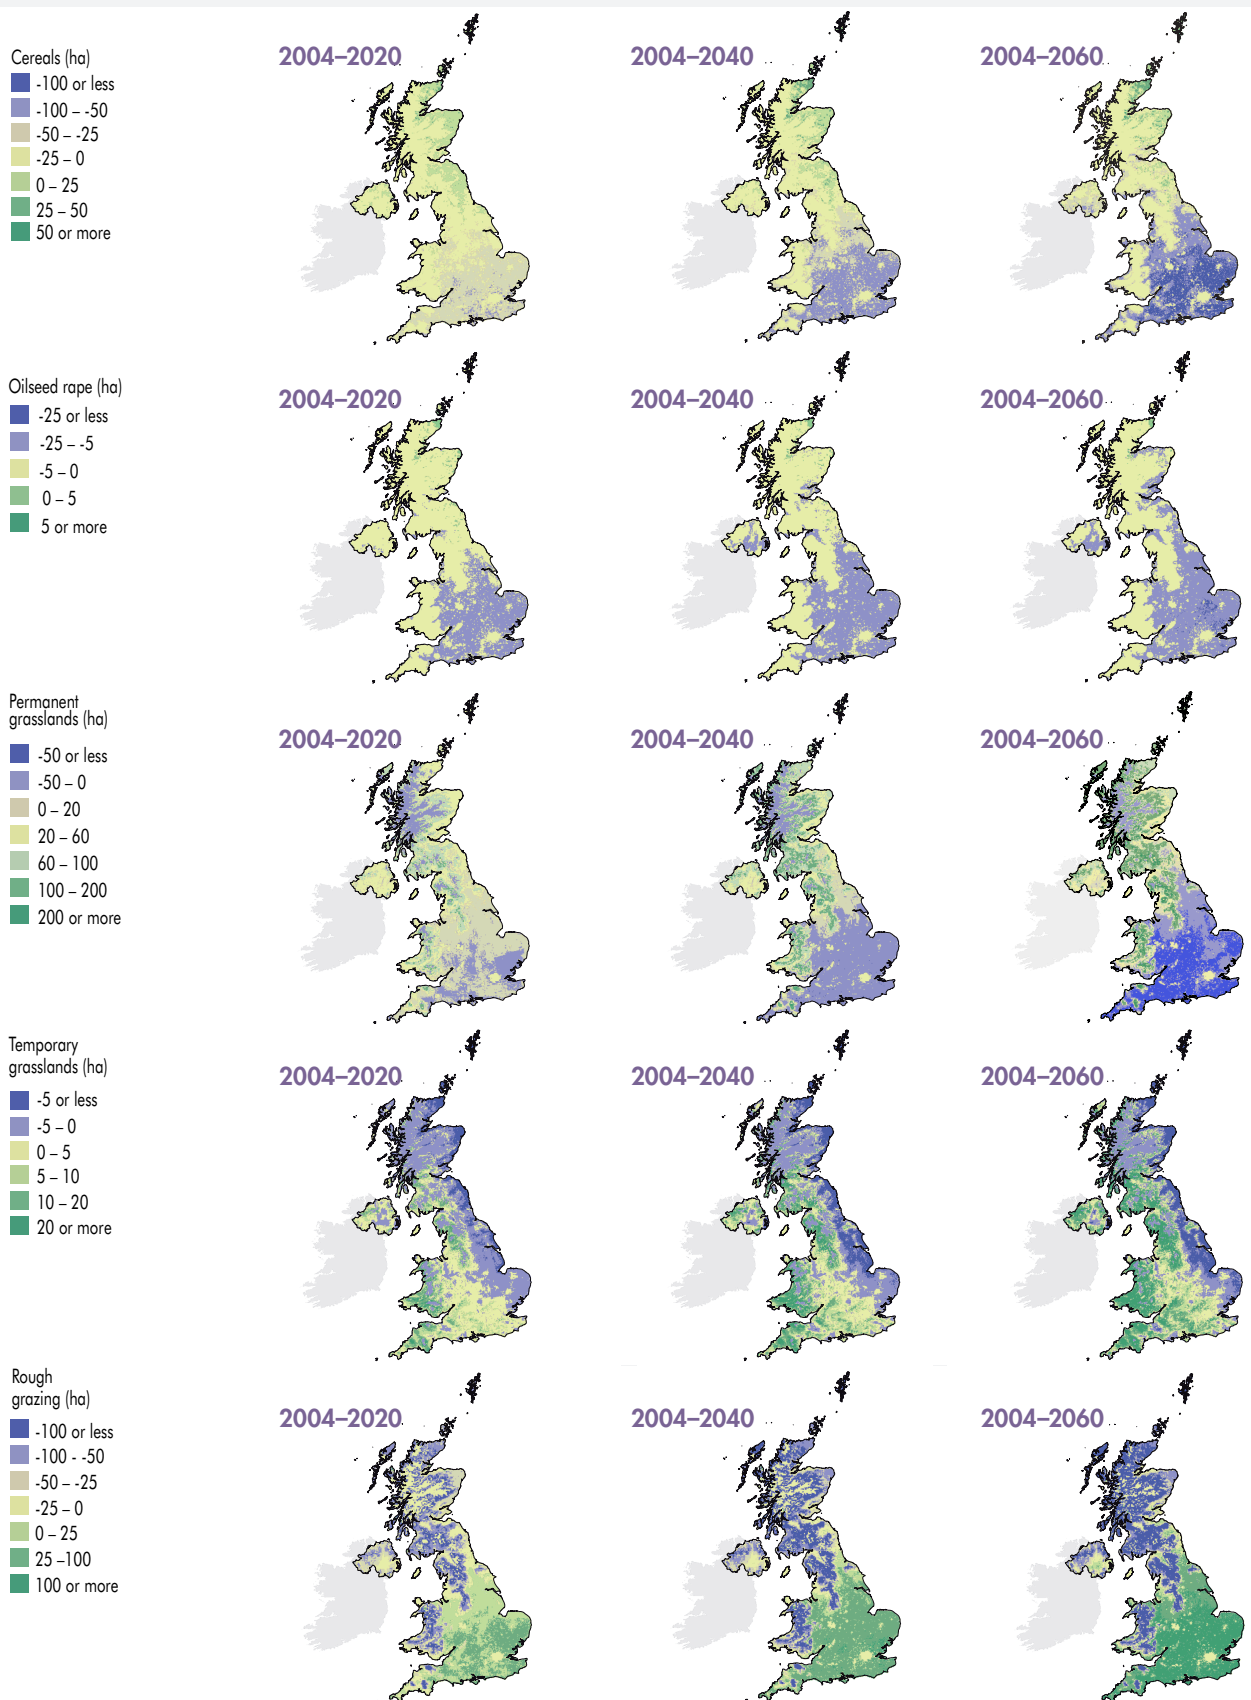 Cereals (ha)
-100 or less
-100 – -50
-50 – -25
-25 – 0
0 – 25
25 – 50
50 or more
2004–2020
2004–2040
2004–2060
Oilseed rape (ha)
-25 or less
-25 – -5
-5 – 0
0 – 5
5 or more
2004–2020
2004–2040
2004–2060
Permanent
grasslands (ha)
-50 or less
-50 – 0
0 – 20
20 – 60
60 – 100
100 – 200
200 or more
2004–2020
2004–2040
2004–2060
Temporary
grasslands (ha)
-5 or less
-5 – 0
0 – 5
5 – 10
10 – 20
20 or more
2004–2020
2004–2040
2004–2060
Rough
grazing (ha)
-100 or less
-100 - -50
-50 – -25
-25 – 0
0 – 25
25 –100
100 or more
2004–2020
2004–2040
2004–2060